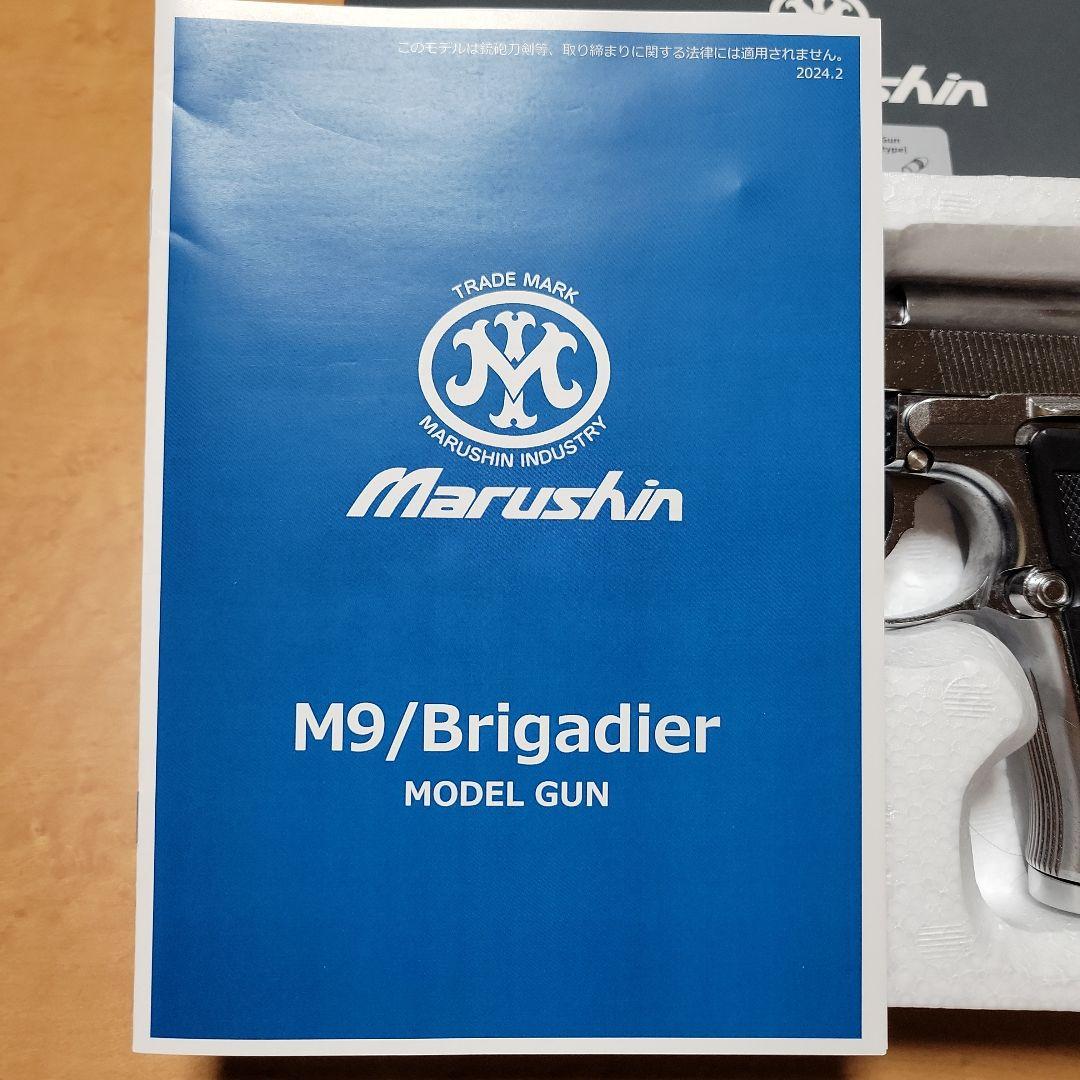 このモデルは銃砲刀剣等、取り締まりに関する法律には適用されません。
2024.2
TRADE MARK
MARUSHIN INDUSTRY
Marushin
M9/Brigadier
MODEL GUN
shin
Gun